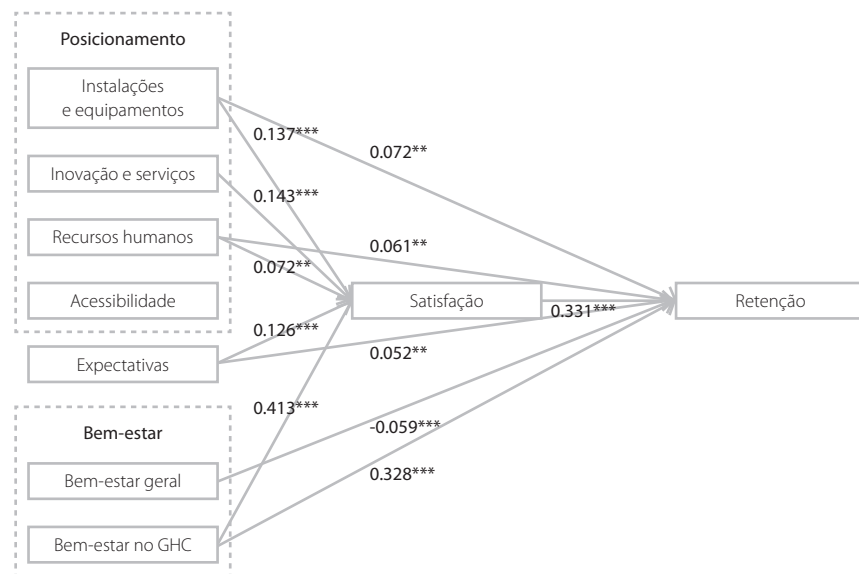 Posicionamento
Instalações
e equipamentos
0.137***
0.072**
Inovação e serviços
0.143***
Recursos humanos
0.061**
0.072**
Acessibilidade
Satisfação
0.331***
Retenção
0.126***
Expectativas
0.052**
0.413***
Bem-estar
-0.059***
Bem-estar geral
0.328***
Bem-estar no GHC